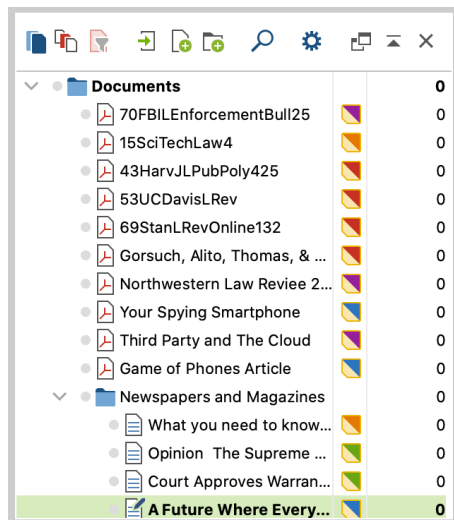 Documents 0
70FBILEnforcementBull25 0
15SciTechLaw4 0
43HarvJLPubPoly425 0
53UCDavisLRev 0
69StanLRevOnline132 0
Gorsuch, Alito, Thomas, & ... 0
Northwestern Law Reviee 2... 0
Your Spying Smartphone 0
Third Party and The Cloud 0
Game of Phones Article 0
Newspapers and Magazines 0
What you need to know... 0
Opinion The Supreme ... 0
Court Approves Warran... 0
A Future Where Every... 0